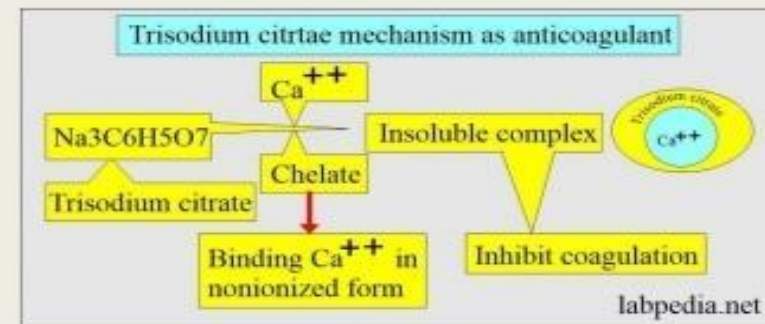 Trisodium citrtae mechanism as anticoagulant
Ca++
Na3C6H5O7
Insoluble complex
Trisodium citrate
Ca++
Chelate
Trisodium citrate
Binding Ca++ in
nonionized form
Inhibit coagulation
labpedia.net